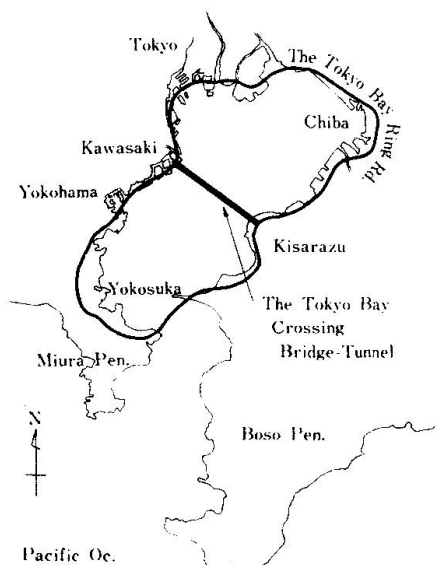 Tokyo
The Tokyo Bay Ring Rd.
Chiba
Kawasaki
Yokohama
Kisarazu
Yokosuka
The Tokyo Bay
Crossing
Bridge-Tunnel
Miura Pen.
N
Boso Pen.
Pacific Oc.